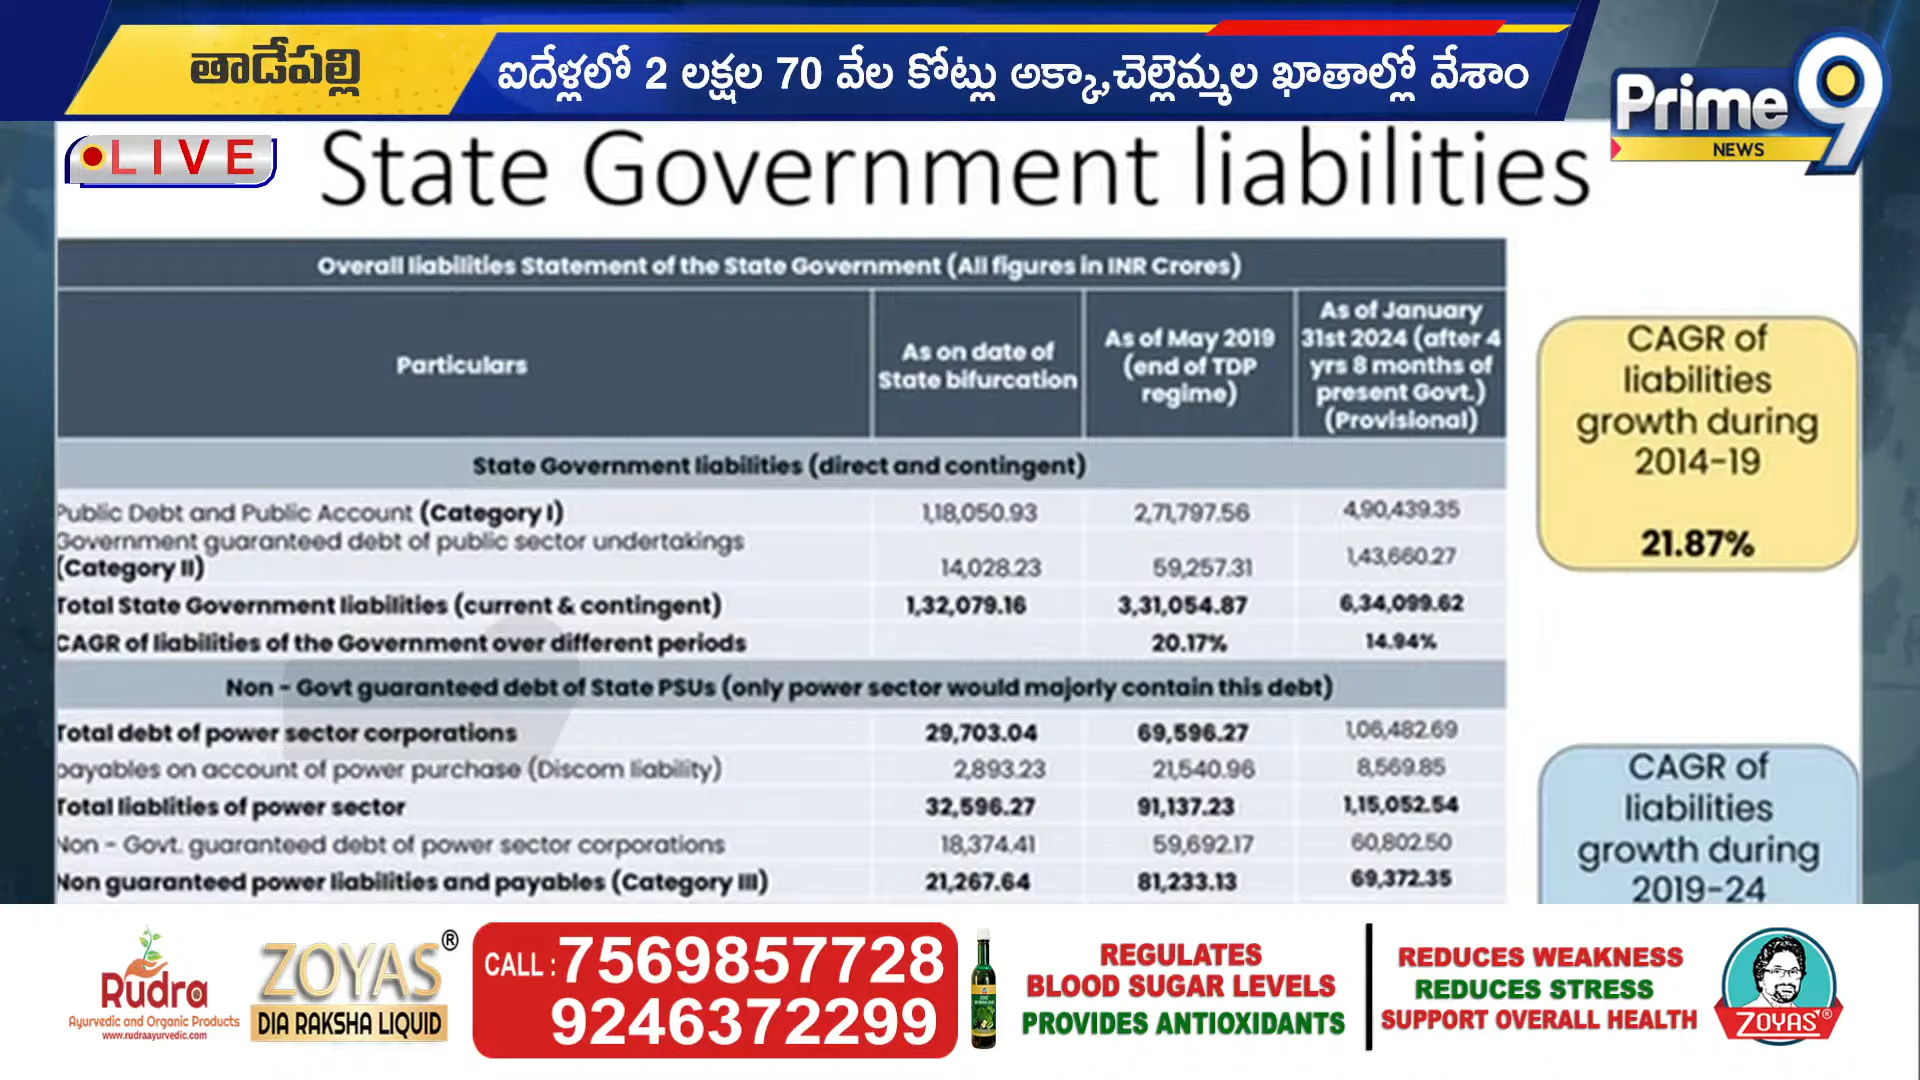 తాడేపల్లి
ఐదేళ్లలో 2 లక్షల 70 వేల కోట్లు అక్కా,చెల్లెమ్మల ఖాతాల్లో వేశాం
Prime9
NEWS
LIVE
State Government liabilities
Overall liabilities Statement of the State Government (All figures in INR Crores)
Particulars
As on date of
State bifurcation
As of May 2019
(end of TDP
regime)
As of January
31st 2024 (after 4
yrs 8 months of
present Govt.)
(Provisional)
State Government liabilities (direct and contingent)
Public Debt and Public Account (Category I) 1,18,050.93 2,71,797.56 4,90,439.35
Government guaranteed debt of public sector undertakings
(Category II) 14,028.23 59,257.31 1,43,660.27
Total State Government liabilities (current & contingent) 1,32,079.16 3,31,054.87 6,34,099.62
CAGR of liabilities of the Government over different periods 20.17% 14.94%
Non - Govt guaranteed debt of State PSUs (only power sector would majorly contain this debt)
Total debt of power sector corporations 29,703.04 69,596.27 1,06,482.69
payables on account of power purchase (Discom liability) 2,893.23 21,540.96 8,569.85
Total liablities of power sector 32,596.27 91,137.23 1,15,052.54
Non - Govt. guaranteed debt of power sector corporations 18,374.41 59,692.17 60,802.50
Non guaranteed power liabilities and payables (Category III) 21,267.64 81,233.13 69,372.35
CAGR of
liabilities
growth during
2014-19
21.87%
CAGR of
liabilities
growth during
2019-24
Rudra
Ayurvedic and Organic Products
www.rudraayurvedic.com
ZOYAS®
DIA RAKSHA LIQUID
CALL : 7569857728
9246372299
REGULATES
BLOOD SUGAR LEVELS
PROVIDES ANTIOXIDANTS
REDUCES WEAKNESS
REDUCES STRESS
SUPPORT OVERALL HEALTH
ZOYAS®